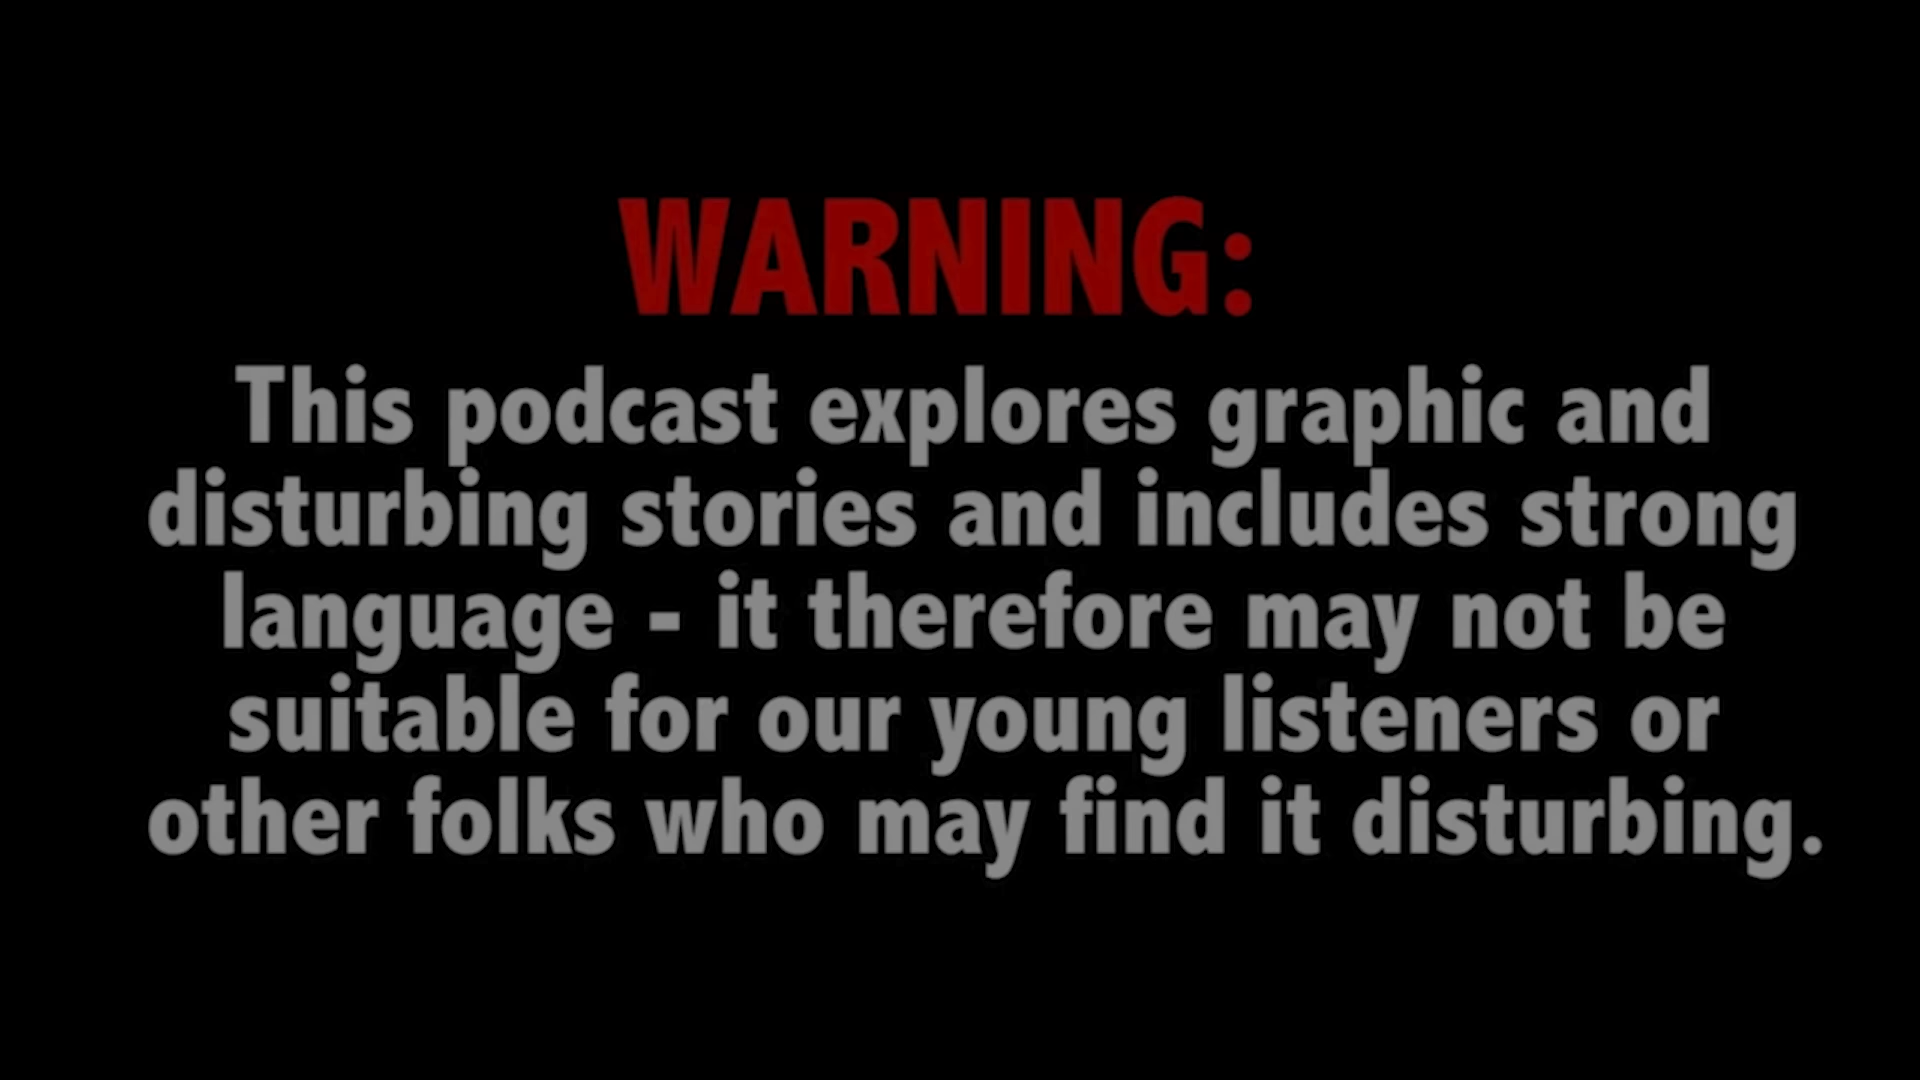 WARNING:
This podcast explores graphic and
disturbing stories and includes strong
language - it therefore may not be
suitable for our young listeners or
other folks who may find it disturbing.